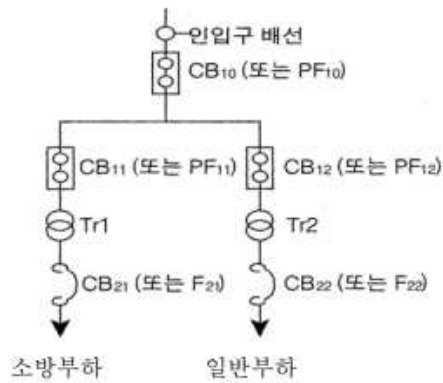 인입구 배선
CB₁₀ (또는 PF₁₀)
CB₁₁ (또는 PF₁₁) CB₁₂ (또는 PF₁₂)
Tr1 Tr2
CB₂₁ (또는 F₂₁) CB₂₂ (또는 F₂₂)
소방부하 일반부하